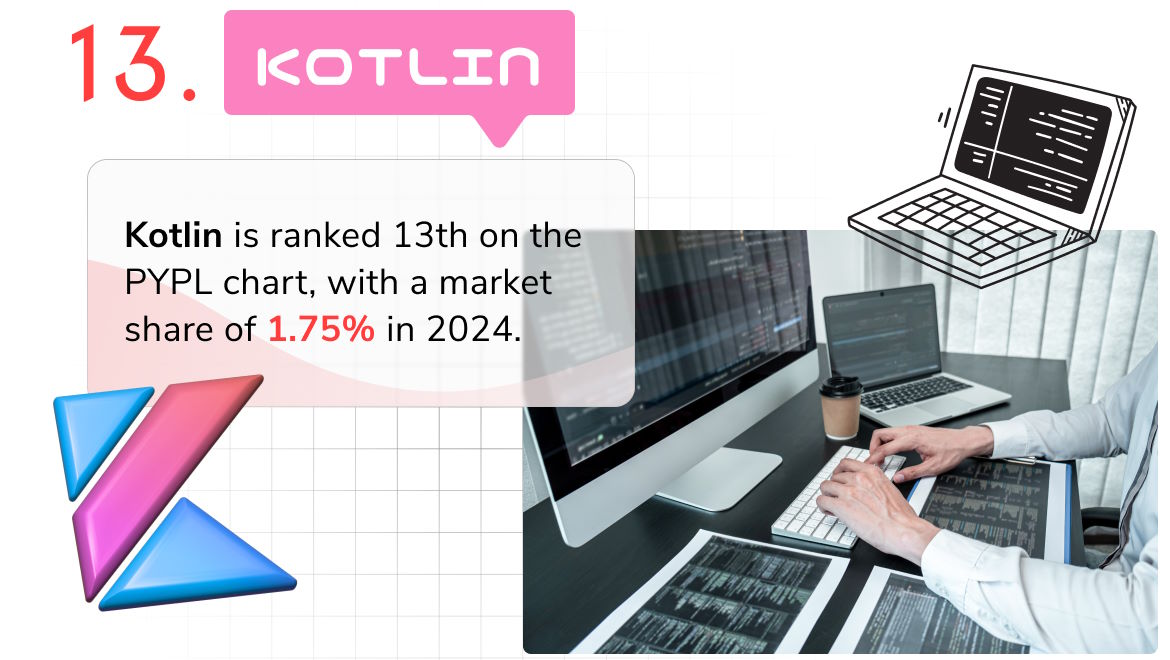 13. KOTLIN
Kotlin is ranked 13th on the
PYPL chart, with a market
share of 1.75% in 2024.